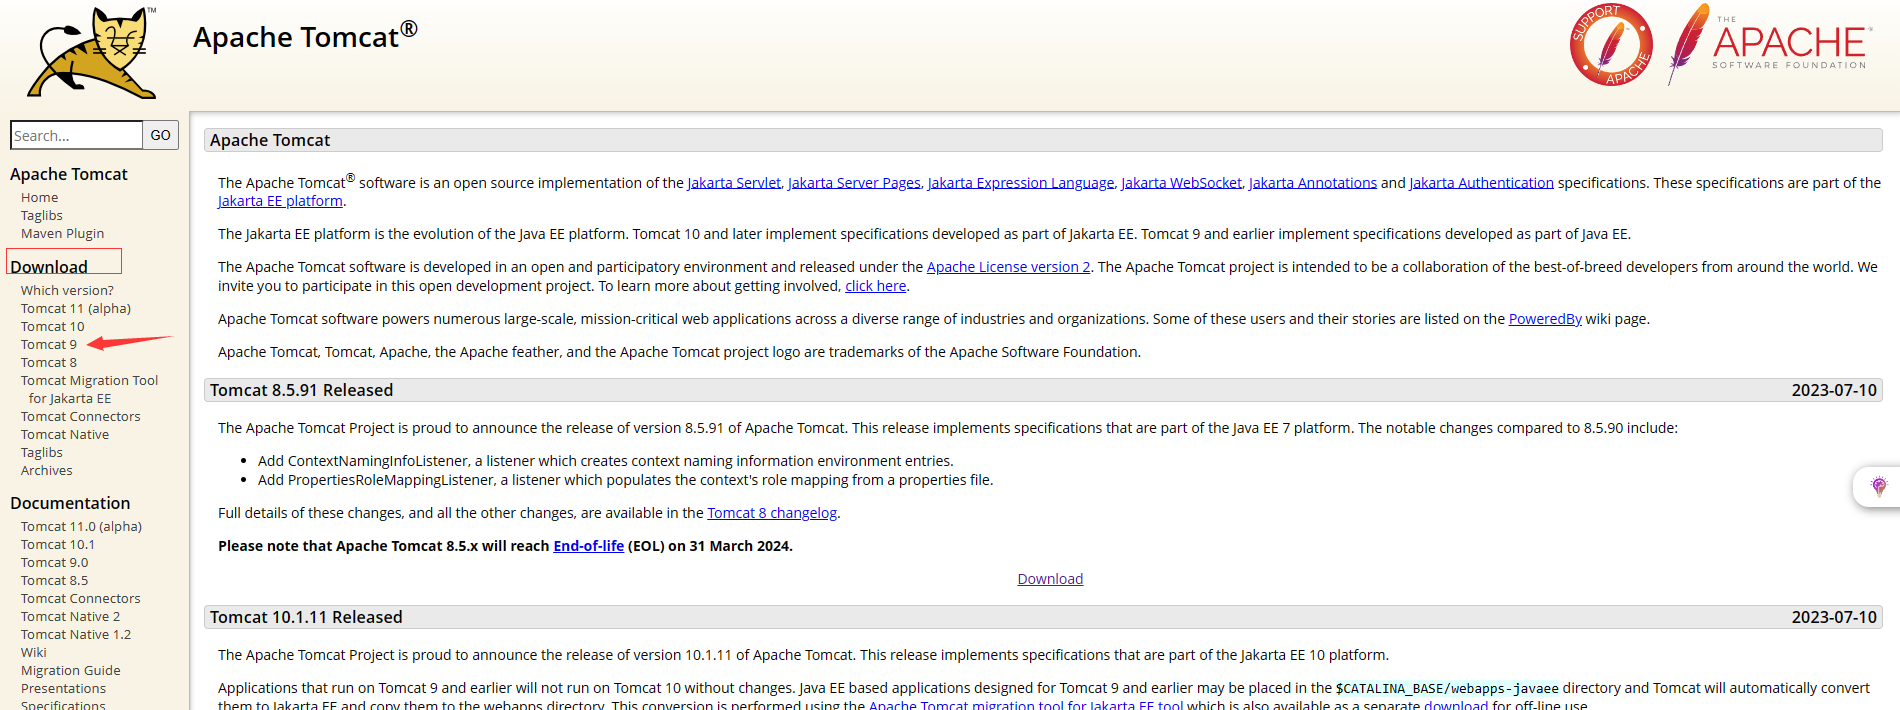 TM
Apache Tomcat®
SUPPORT
APACHE
THE
APACHE®
SOFTWARE FOUNDATION
Search...
GO
Apache Tomcat
Home
Taglibs
Maven Plugin
Download
Which version?
Tomcat 11 (alpha)
Tomcat 10
Tomcat 9
Tomcat 8
Tomcat Migration Tool
for Jakarta EE
Tomcat Connectors
Tomcat Native
Taglibs
Archives
Documentation
Tomcat 11.0 (alpha)
Tomcat 10.1
Tomcat 9.0
Tomcat 8.5
Tomcat Connectors
Tomcat Native 2
Tomcat Native 1.2
Wiki
Migration Guide
Presentations
Specifications
Apache Tomcat
The Apache Tomcat® software is an open source implementation of the Jakarta Servlet, Jakarta Server Pages, Jakarta Expression Language, Jakarta WebSocket, Jakarta Annotations and Jakarta Authentication specifications. These specifications are part of the
Jakarta EE platform.
The Jakarta EE platform is the evolution of the Java EE platform. Tomcat 10 and later implement specifications developed as part of Jakarta EE. Tomcat 9 and earlier implement specifications developed as part of Java EE.
The Apache Tomcat software is developed in an open and participatory environment and released under the Apache License version 2. The Apache Tomcat project is intended to be a collaboration of the best-of-breed developers from around the world. We
invite you to participate in this open development project. To learn more about getting involved, click here.
Apache Tomcat software powers numerous large-scale, mission-critical web applications across a diverse range of industries and organizations. Some of these users and their stories are listed on the PoweredBy wiki page.
Apache Tomcat, Tomcat, Apache, the Apache feather, and the Apache Tomcat project logo are trademarks of the Apache Software Foundation.
Tomcat 8.5.91 Released 2023-07-10
The Apache Tomcat Project is proud to announce the release of version 8.5.91 of Apache Tomcat. This release implements specifications that are part of the Java EE 7 platform. The notable changes compared to 8.5.90 include:
• Add ContextNamingInfoListener, a listener which creates context naming information environment entries.
• Add PropertiesRoleMappingListener, a listener which populates the context's role mapping from a properties file.
Full details of these changes, and all the other changes, are available in the Tomcat 8 changelog.
Please note that Apache Tomcat 8.5.x will reach End-of-life (EOL) on 31 March 2024.
Download
Tomcat 10.1.11 Released 2023-07-10
The Apache Tomcat Project is proud to announce the release of version 10.1.11 of Apache Tomcat. This release implements specifications that are part of the Jakarta EE 10 platform.
Applications that run on Tomcat 9 and earlier will not run on Tomcat 10 without changes. Java EE based applications designed for Tomcat 9 and earlier may be placed in the $CATALINA_BASE/webapps-javaee directory and Tomcat will automatically convert
them to Jakarta EE and copy them to the webapps directory. This conversion is performed using the Apache Tomcat migration tool for Jakarta EE tool which is also available as a separate download for off-line use.